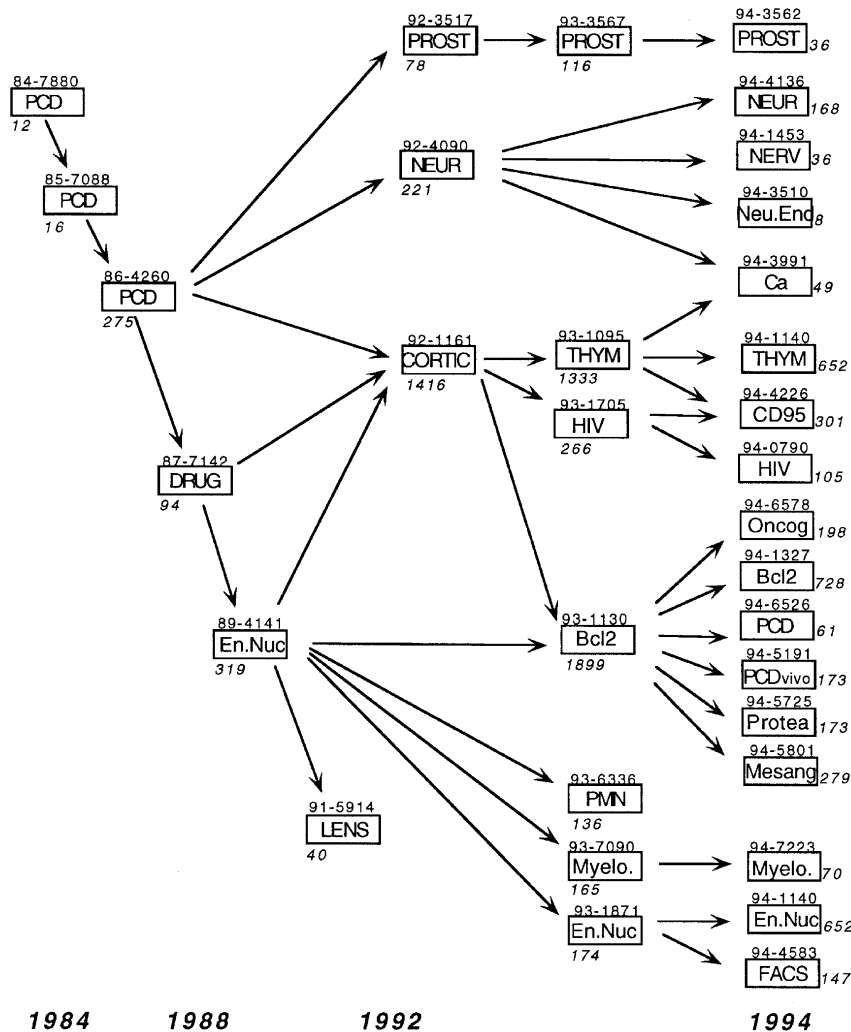 84-7880
PCD
12
85-7088
PCD
16
86-4260
PCD
275
87-7142
DRUG
94
89-4141
En.Nuc
319
91-5914
LENS
40
92-3517
PROST
78
92-4090
NEUR
221
92-1161
CORTIC
1416
93-3567
PROST
116
93-1095
THYM
1333
93-1705
HIV
266
93-1130
Bcl2
1899
93-6336
PMN
136
93-7090
Myelo.
165
93-1871
En.Nuc
174
94-3562
PROST 36
94-4136
NEUR 168
94-1453
NERV 36
94-3510
Neu.End 8
94-3991
Ca 49
94-1140
THYM 652
94-4226
CD95 301
94-0790
HIV 105
94-6578
Oncog 198
94-1327
Bcl2 728
94-6526
PCD 61
94-5191
PCDvivo 173
94-5725
Protea 173
94-5801
Mesang 279
94-7223
Myelo. 70
94-1140
En.Nuc 652
94-4583
FACS 147
1984 1988 1992 1994